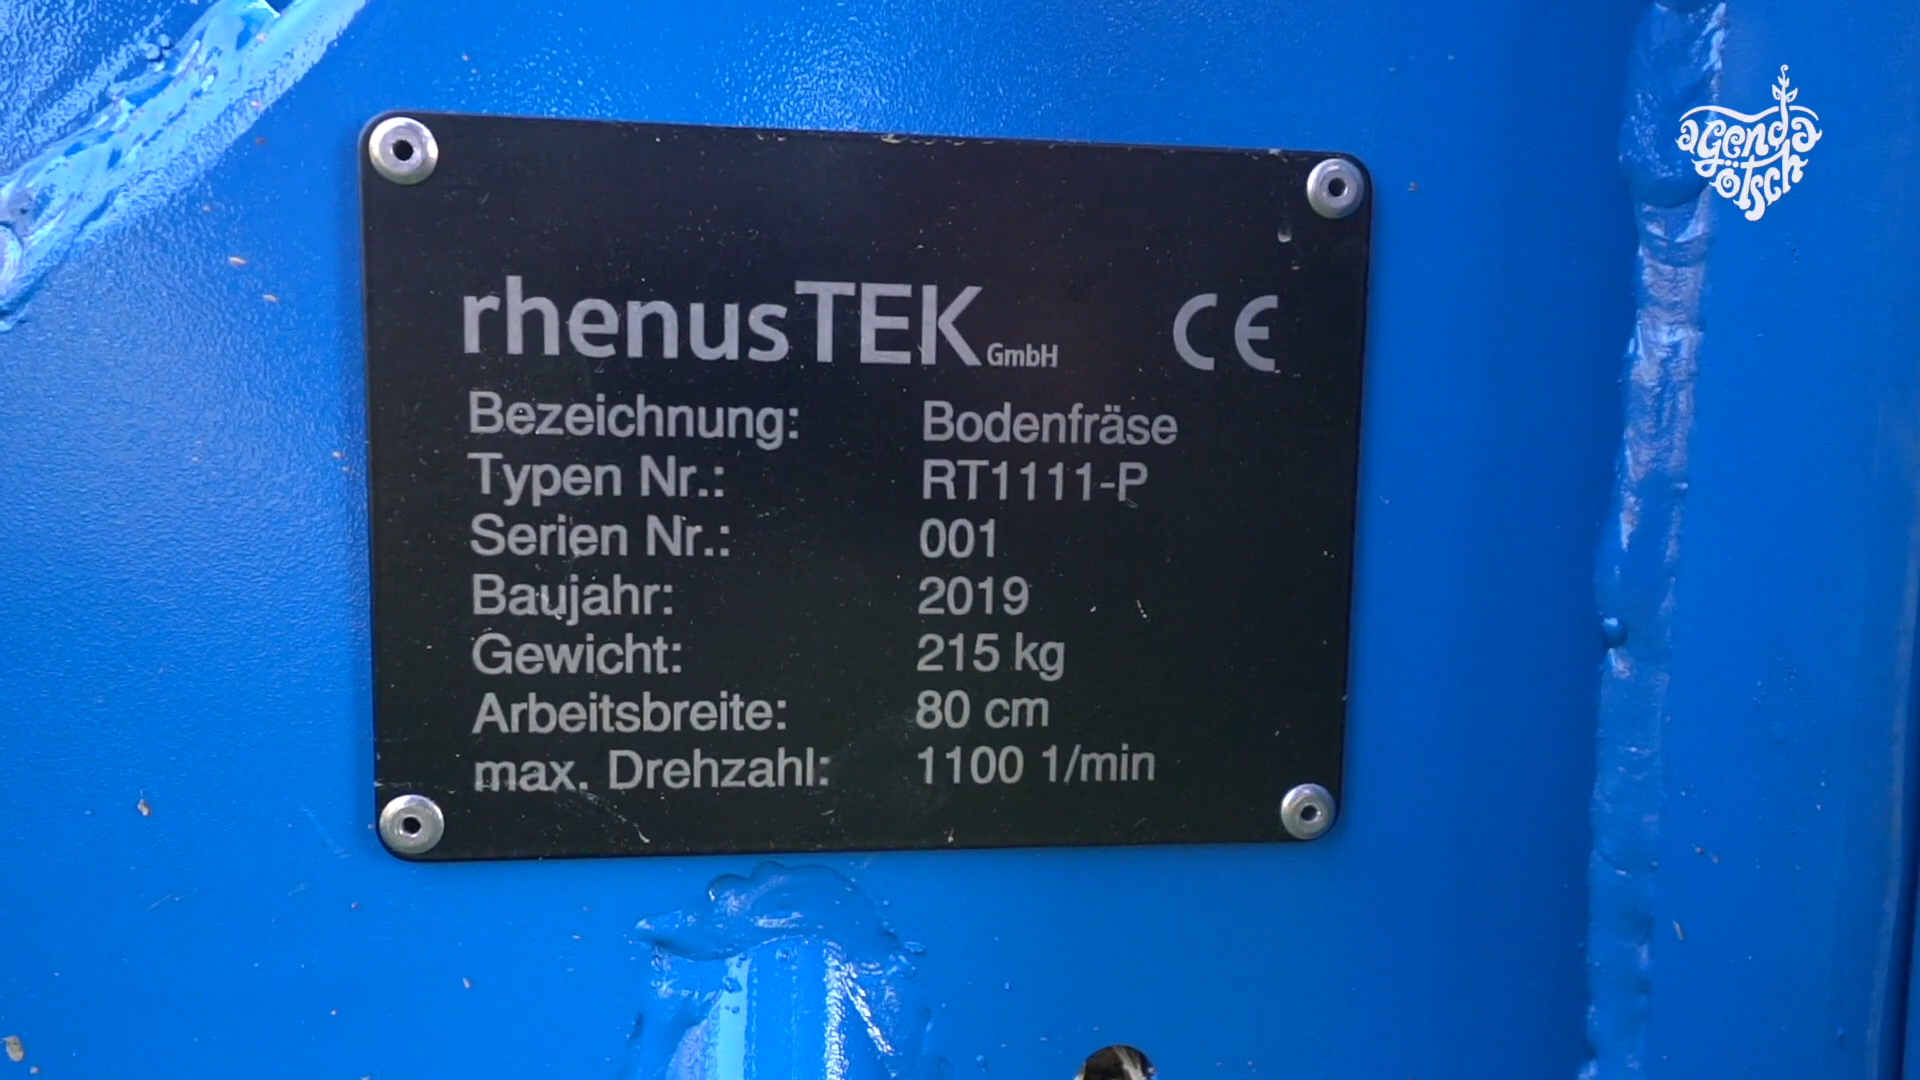 agenda
ötsch
rhenusTEK GmbH CE
Bezeichnung: Bodenfräse
Typen Nr.: RT1111-P
Serien Nr.: 001
Baujahr: 2019
Gewicht: 215 kg
Arbeitsbreite: 80 cm
max. Drehzahl: 1100 1/min